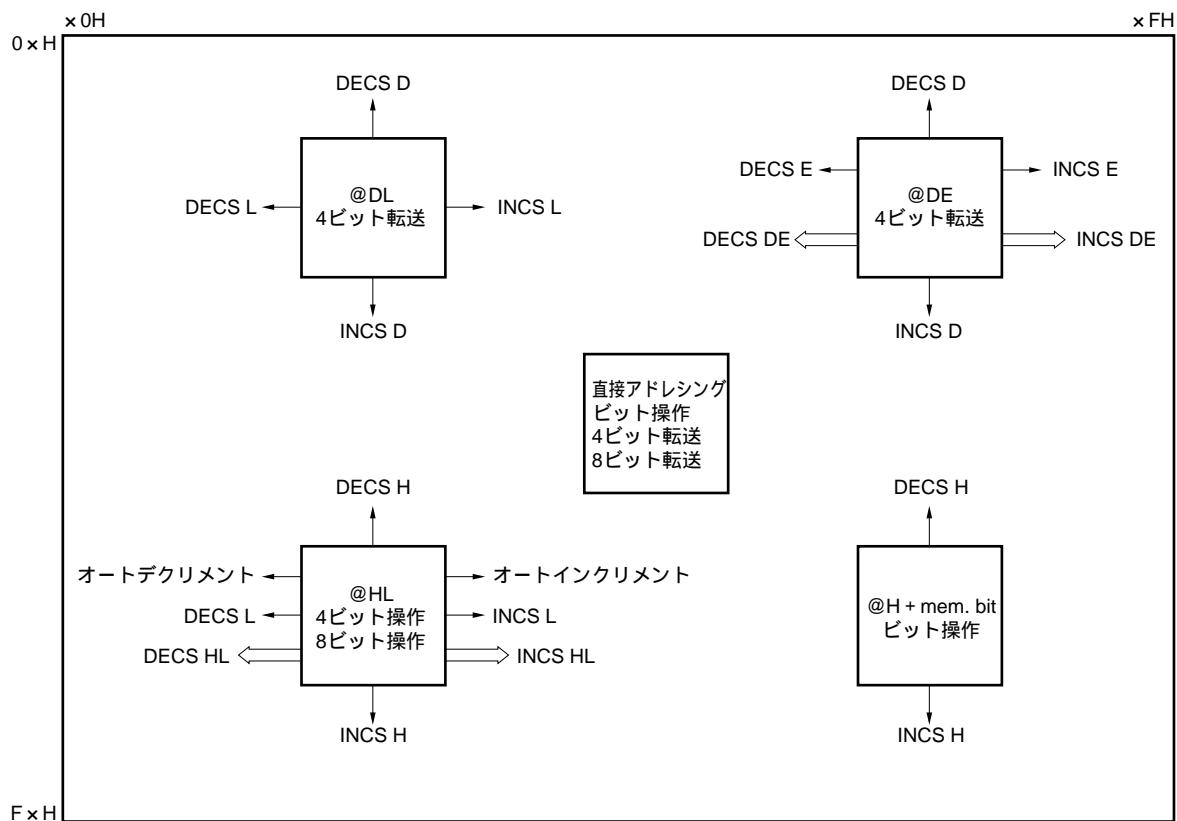 × 0H
× FH
0 × H
DECS D
DECS D
@DL
4ビット転送
DECS L
INCS L
INCS D
DECS E
@DE
4ビット転送
INCS E
DECS DE
INCS DE
INCS D
直接アドレシング
ビット操作
4ビット転送
8ビット転送
DECS H
DECS H
オートデクリメント
オートインクリメント
@HL
4ビット操作
8ビット操作
DECS L
INCS L
DECS HL
INCS HL
INCS H
@H + mem. bit
ビット操作
INCS H
F × H